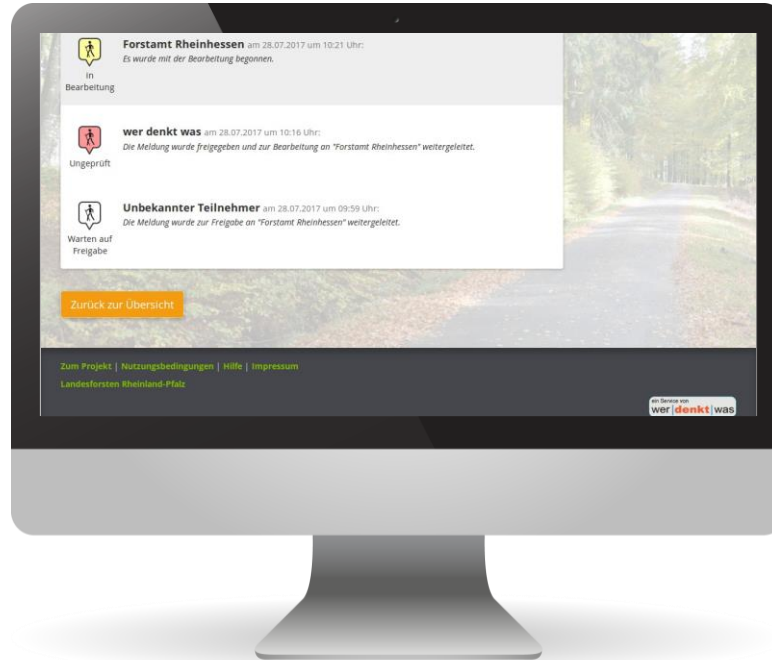 Forstamt Rheinhessen am 28.07.2017 um 10:21 Uhr:
Es wurde mit der Bearbeitung begonnen.
In
Bearbeitung
wer denkt was am 28.07.2017 um 10:16 Uhr:
Die Meldung wurde freigegeben und zur Bearbeitung an "Forstamt Rheinhessen" weitergeleitet.
Ungeprüft
Unbekannter Teilnehmer am 28.07.2017 um 09:59 Uhr:
Die Meldung wurde zur Freigabe an "Forstamt Rheinhessen" weitergeleitet.
Warten auf
Freigabe
Zurück zur Übersicht
Zum Projekt | Nutzungsbedingungen | Hilfe | Impressum
Landesforsten Rheinland-Pfalz
ein Service von
wer|denkt|was